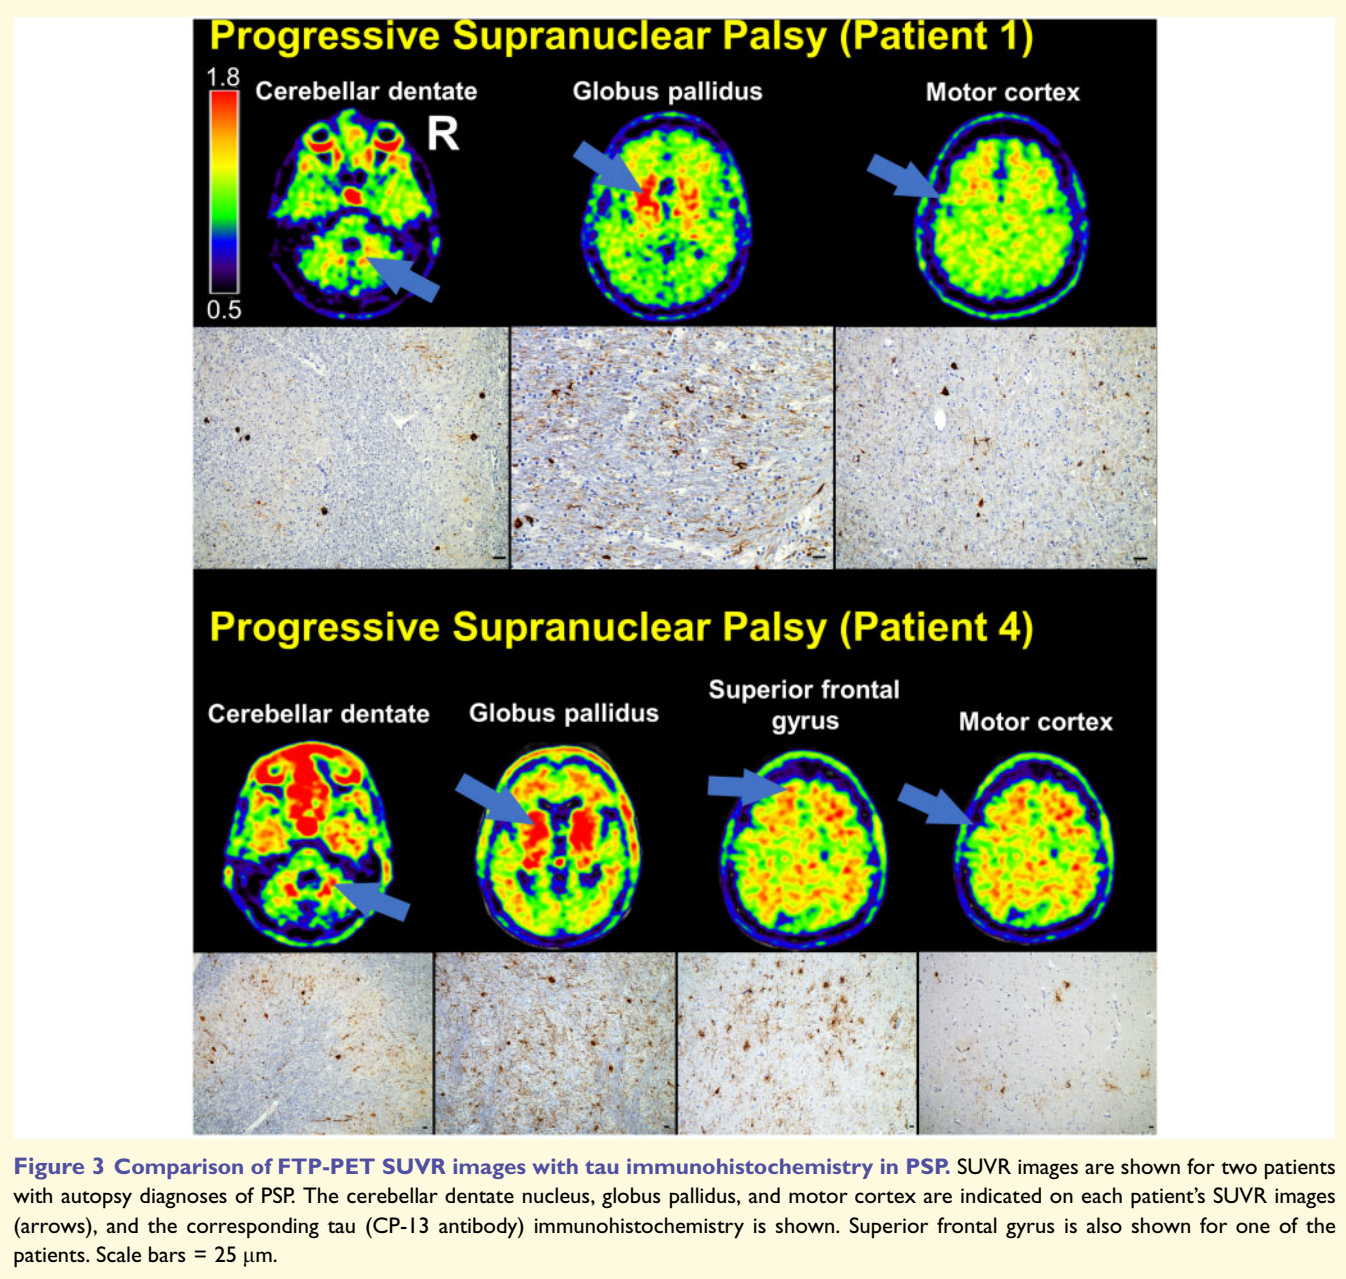 Progressive Supranuclear Palsy (Patient 1)
1.8
Cerebellar dentate
Globus pallidus
Motor cortex
R
0.5
Progressive Supranuclear Palsy (Patient 4)
Superior frontal
gyrus
Cerebellar dentate
Globus pallidus
Motor cortex
Figure 3 Comparison of FTP-PET SUVR images with tau immunohistochemistry in PSP. SUVR images are shown for two patients
with autopsy diagnoses of PSP. The cerebellar dentate nucleus, globus pallidus, and motor cortex are indicated on each patient’s SUVR images
(arrows), and the corresponding tau (CP-13 antibody) immunohistochemistry is shown. Superior frontal gyrus is also shown for one of the
patients. Scale bars = 25 μm.